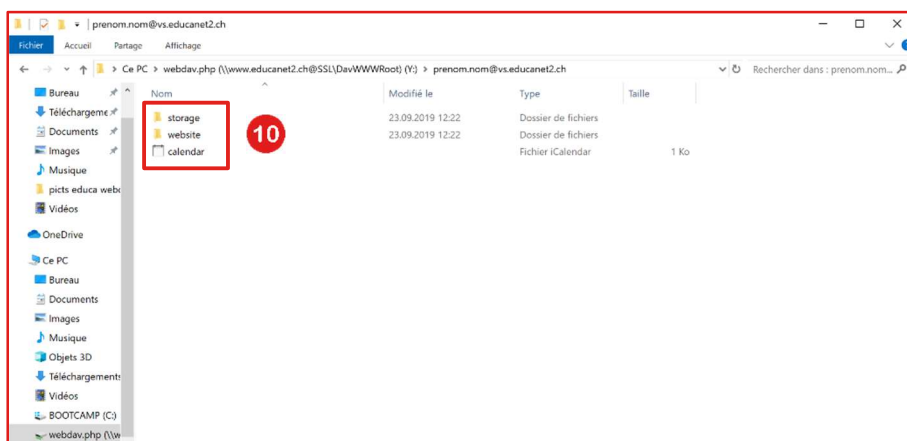 prenom.nom@vs.educanet2.ch
Fichier Accueil Partage Affichage
Ce PC > webdav.php (\\www.educanet2.ch@SSL\DavWWWRoot) (Y:) > prenom.nom@vs.educanet2.ch
Rechercher dans : prenom.nom...
Bureau
Téléchargeme
Documents
Images
Musique
picts educa webd
Vidéos
OneDrive
Ce PC
Bureau
Documents
Images
Musique
Objets 3D
Téléchargements
Vidéos
BOOTCAMP (C:)
webdav.php (\\w
Nom Modifié le Type Taille
storage 23.09.2019 12:22 Dossier de fichiers
website 23.09.2019 12:22 Dossier de fichiers
calendar Fichier iCalendar 1 Ko
10